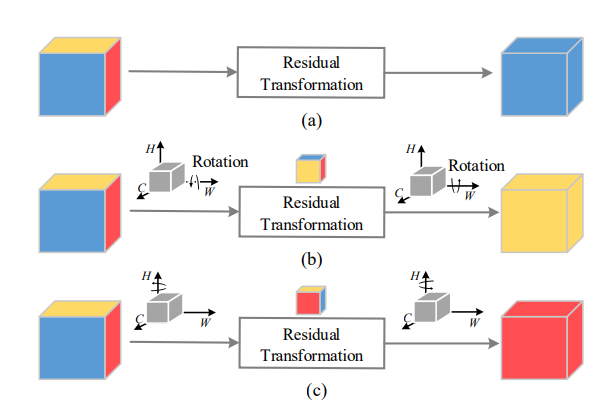 Residual
Transformation
(a)
H
Rotation
C
W
Residual
Transformation
H
Rotation
C
W
(b)
H
C
W
Residual
Transformation
H
C
W
(c)